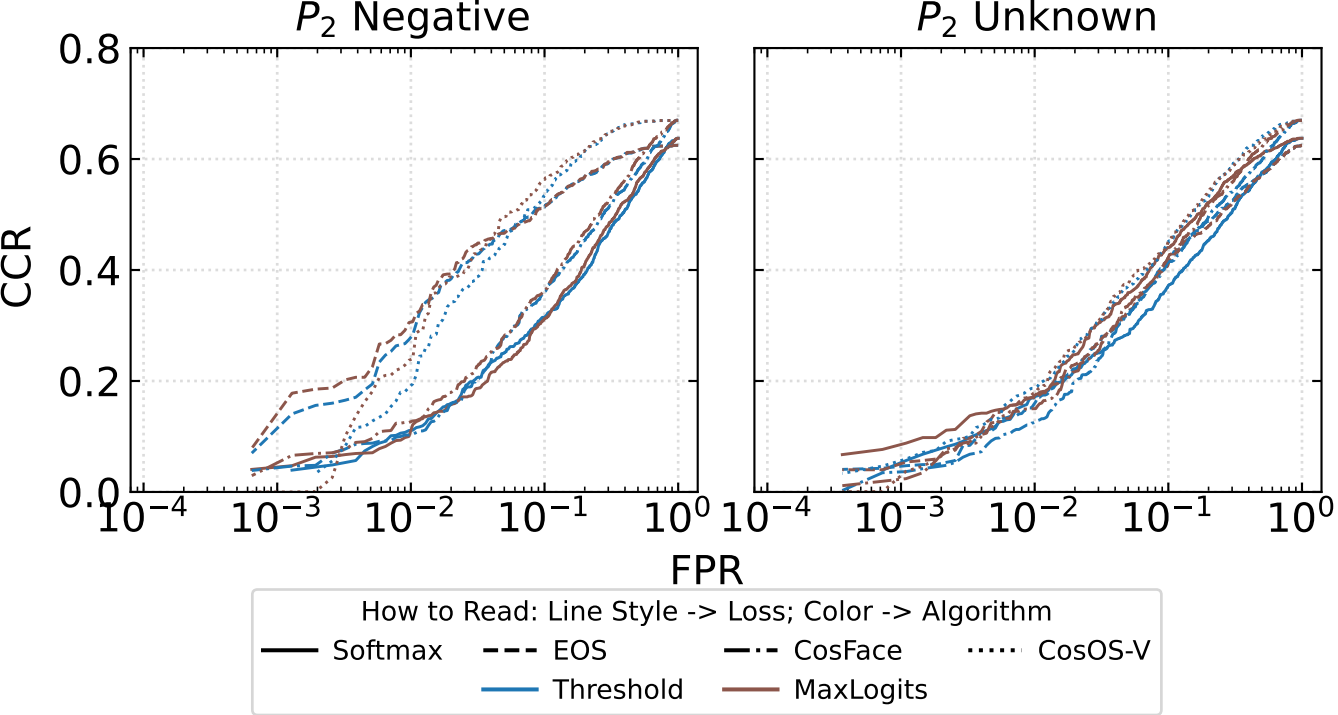 P₂ Negative
P₂ Unknown
0.8
0.6
0.4
0.2
0.0
CCR
10⁻⁴ 10⁻³ 10⁻² 10⁻¹ 10⁰
10⁻⁴ 10⁻³ 10⁻² 10⁻¹ 10⁰
FPR
How to Read: Line Style -> Loss; Color -> Algorithm
Softmax EOS CosFace CosOS-V
Threshold MaxLogits